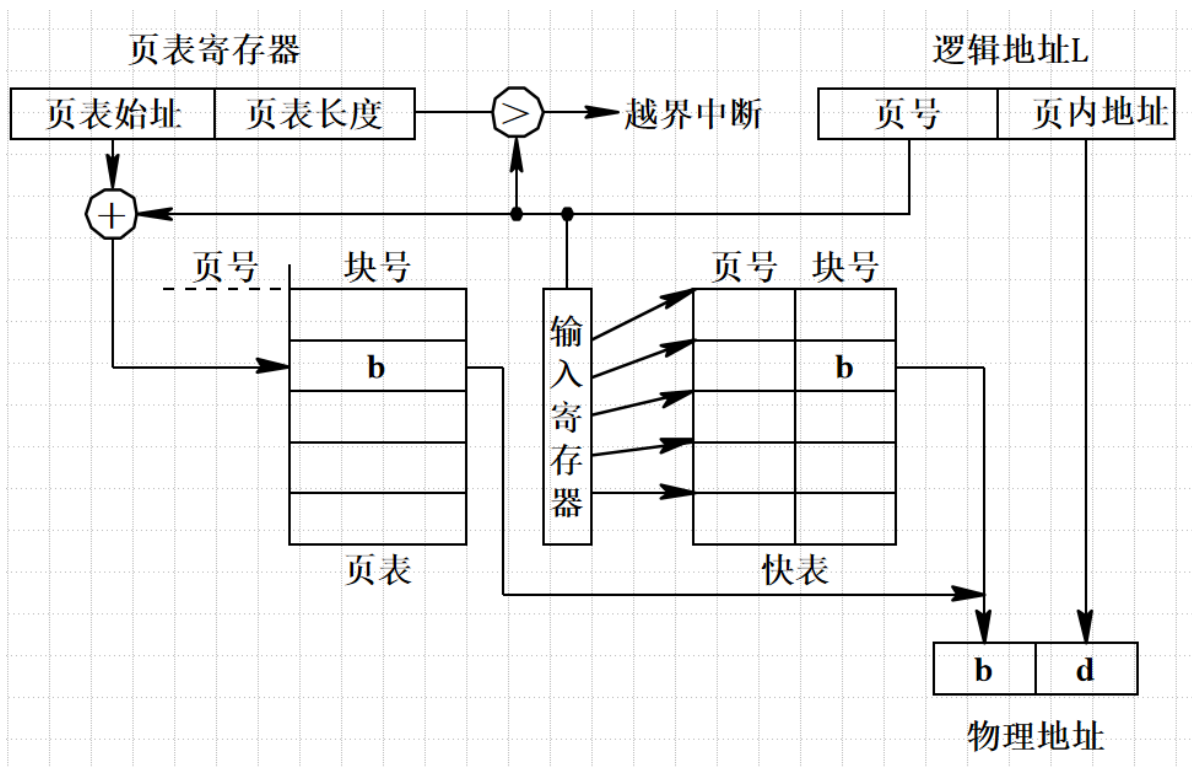 页表寄存器
逻辑地址L
页表始址 页表长度 > 越界中断 页号 页内地址
+
页号 块号 页号 块号
输入寄存器
b b
页表 快表
b d
物理地址